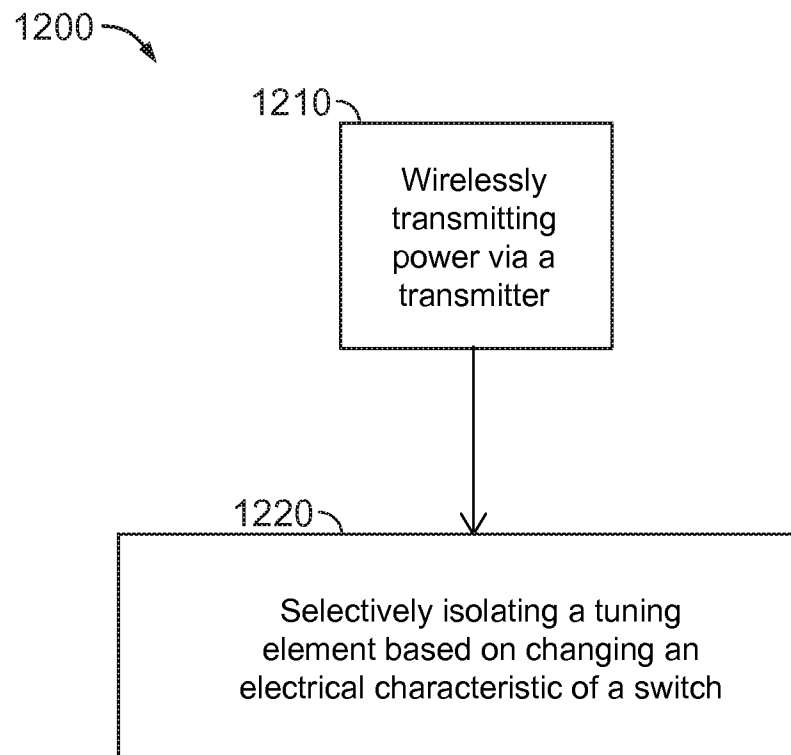 1200
1210
Wirelessly
transmitting
power via a
transmitter
1220
Selectively isolating a tuning
element based on changing an
electrical characteristic of a switch